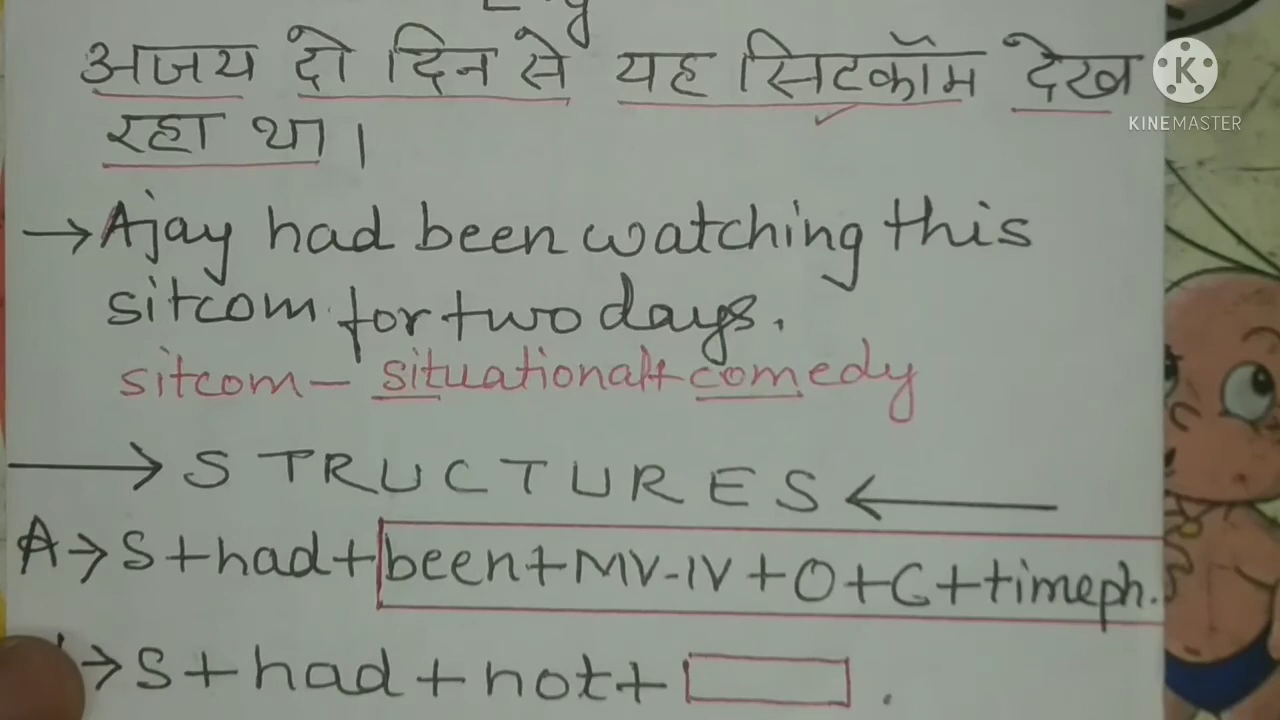 अजय दो दिन से यह सिटकॉम देख
रहा था।
K
KINEMASTER
→ Ajay had been watching this
sitcom for two days.
sitcom – situational + comedy
→ STRUCTURES ←
A → S + had + been + MV-IV + O + C + timeph.
→ S + had + not + .